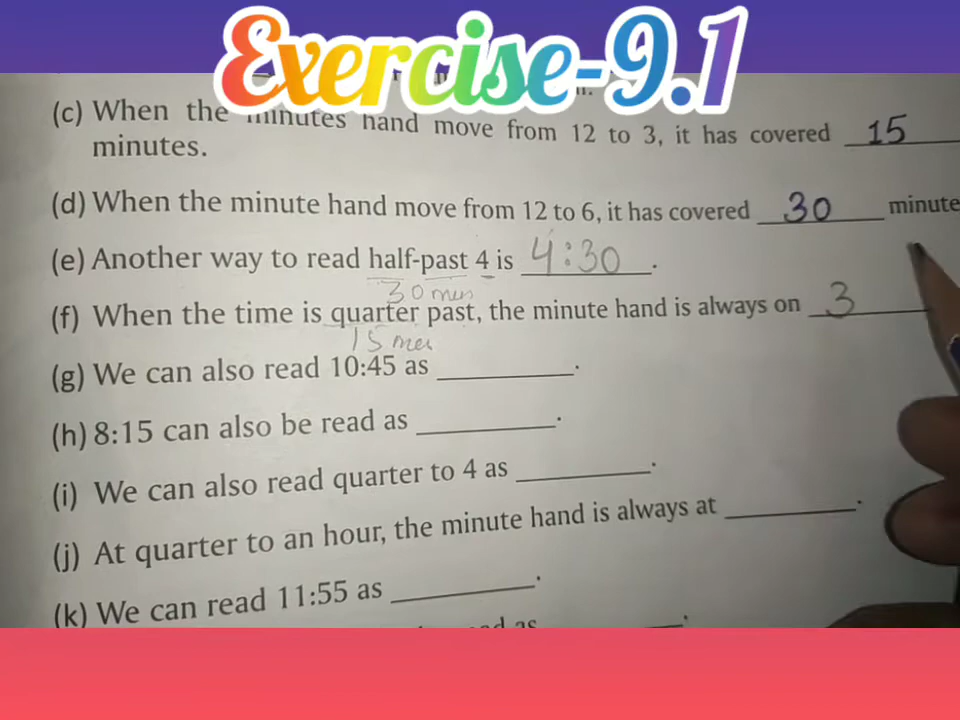 Exercise-9.1
(c) When the minutes hand move from 12 to 3, it has covered 15
minutes.
(d) When the minute hand move from 12 to 6, it has covered 30 minute
(e) Another way to read half-past 4 is 4:30.
30 min
(f) When the time is quarter past, the minute hand is always on 3
15 min
(g) We can also read 10:45 as ______.
(h) 8:15 can also be read as ______.
(i) We can also read quarter to 4 as ______.
(j) At quarter to an hour, the minute hand is always at ______.
(k) We can read 11:55 as ______.